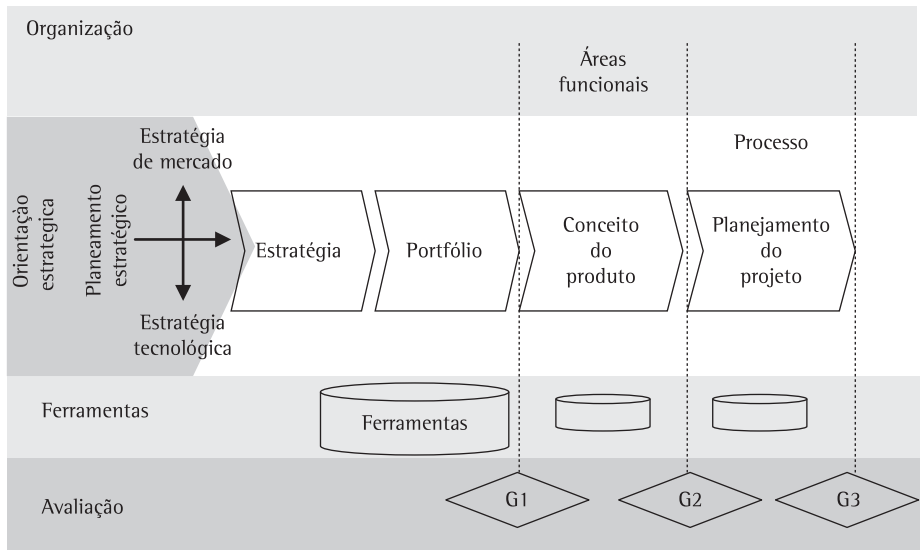 Organização
Áreas
funcionais
Processo
Estratégia
de mercado
Orientação
estrategica
Planeamento
estratégico
Estratégia
tecnológica
Estratégia
Portfólio
Conceito
do
produto
Planejamento
do
projeto
Ferramentas
Ferramentas
Avaliação
G1
G2
G3